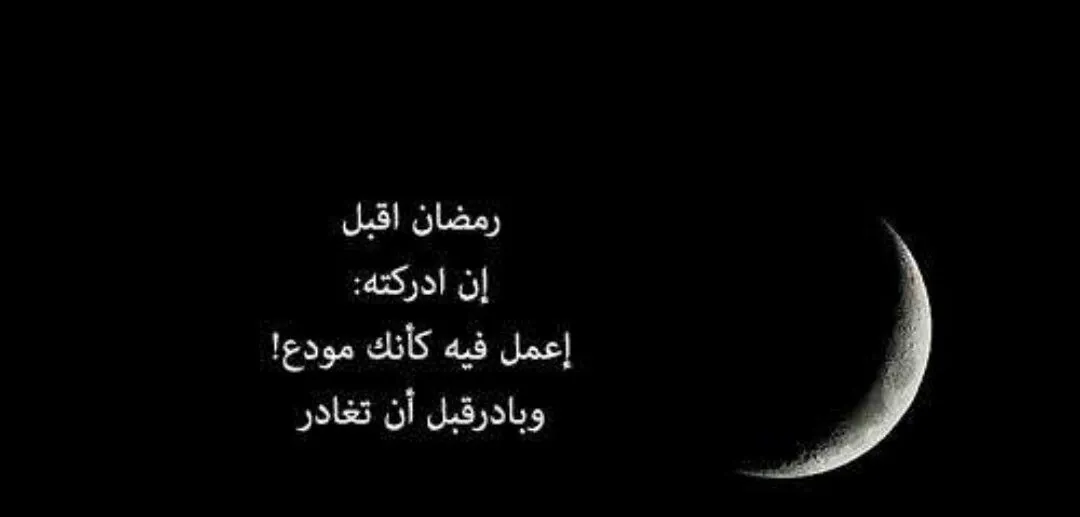 رمضان اقبل
إن ادركته:
إعمل فيه كأنك مودع!
وبادرقبل أن تغادر